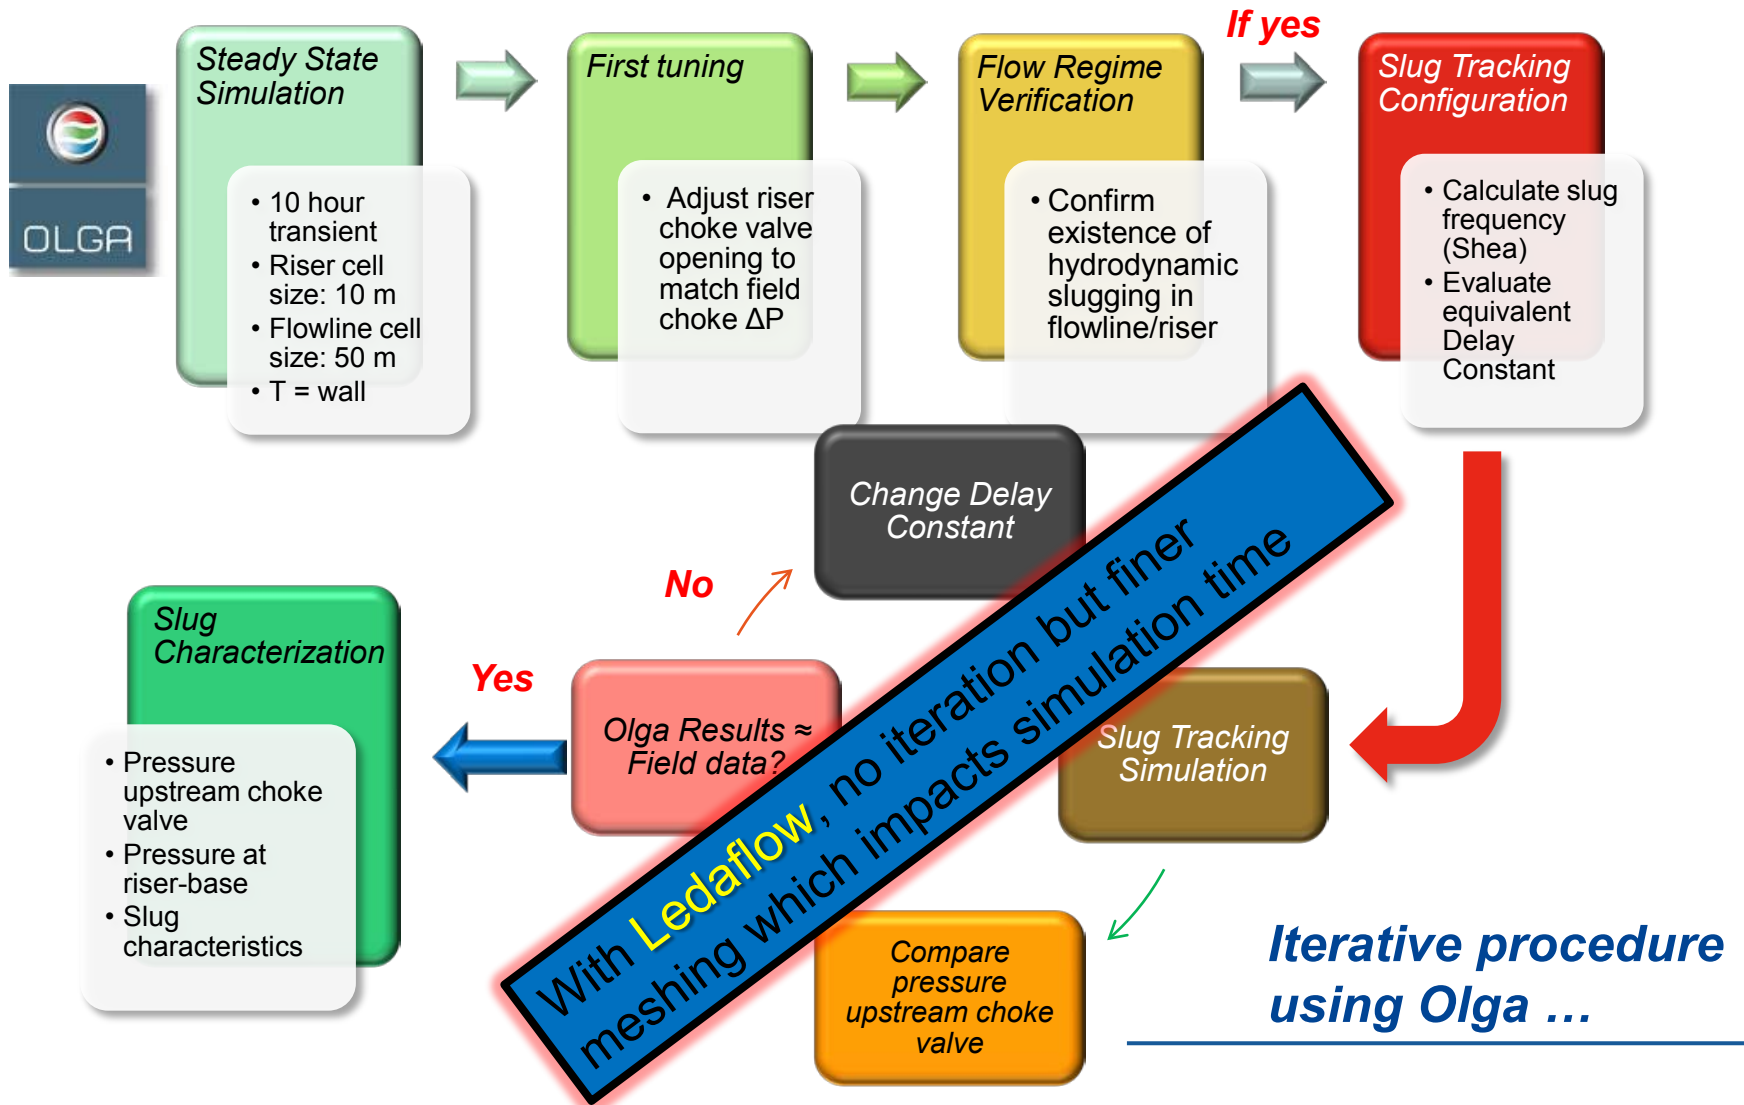 OLGA
Steady State
Simulation
• 10 hour
transient
• Riser cell
size: 10 m
• Flowline cell
size: 50 m
• T = wall
First tuning
• Adjust riser
choke valve
opening to
match field
choke ΔP
Flow Regime
Verification
• Confirm
existence of
hydrodynamic
slugging in
flowline/riser
If yes
Slug Tracking
Configuration
• Calculate slug
frequency
(Shea)
• Evaluate
equivalent
Delay
Constant
Change Delay
Constant
No
Slug
Characterization
• Pressure
upstream choke
valve
• Pressure at
riser-base
• Slug
characteristics
Yes
Olga Results ≈
Field data?
Slug Tracking
Simulation
Compare
pressure
upstream choke
valve
With Ledaflow, no iteration but finer
meshing which impacts simulation time
Iterative procedure
using Olga ...